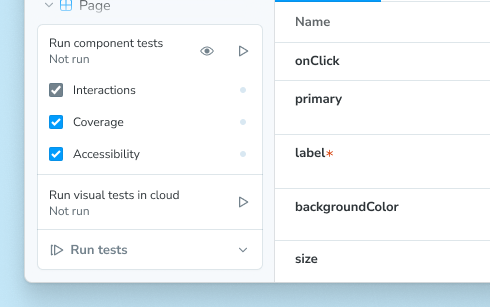 Page
Run component tests
Not run
Interactions
Coverage
Accessibility
Run visual tests in cloud
Not run
Run tests
Name
onClick
primary
label*
backgroundColor
size